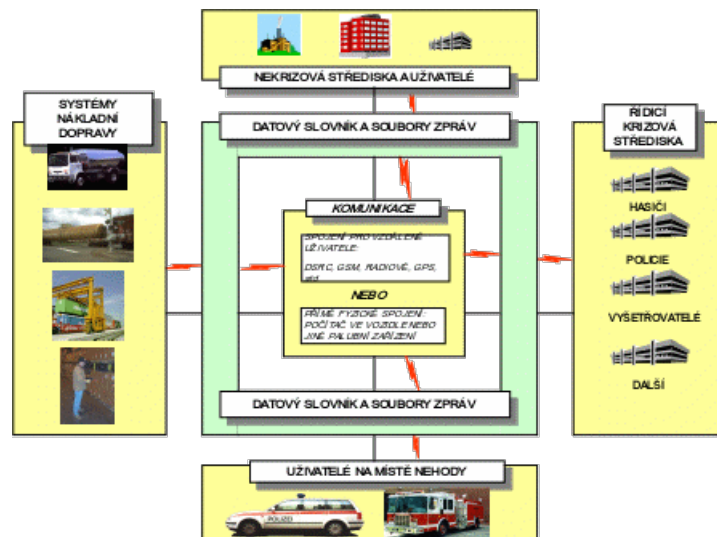 NEKRIZOVÁ STŘEDISKA A UŽIVATELÉ
SYSTÉMY
NÁKLADNÍ
DOPRAVY
DATOVÝ SLOVNÍK A SOUBORY ZPRÁV
ŘÍDICÍ
KRIZOVÁ
STŘEDISKA
HASIČI
POLICIE
VYŠETŘOVATELÉ
DALŠÍ
KOMUNIKACE
SPOJENÍ PRO VZDÁLENÉ
UŽIVATELE:
DSRC, GSM, RADIOVĚ, GPS,
atd.
NEBO
PŘÍMÉ FYZICKÉ SPOJENÍ:
POČÍTAČ VE VOZIDLE NEBO
JINÉ PALUBNÍ ZAŘÍZENÍ
DATOVÝ SLOVNÍK A SOUBORY ZPRÁV
UŽIVATELÉ NA MÍSTĚ NEHODY